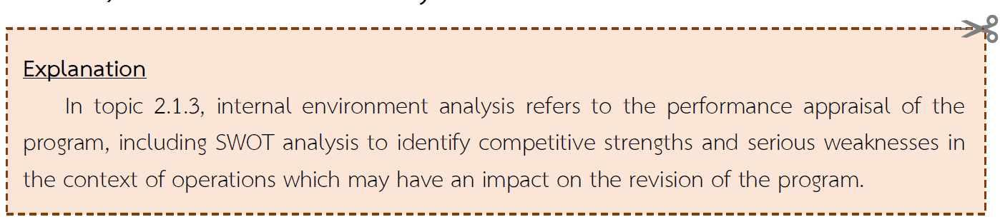 Explanation
In topic 2.1.3, internal environment analysis refers to the performance appraisal of the
program, including SWOT analysis to identify competitive strengths and serious weaknesses in
the context of operations which may have an impact on the revision of the program.